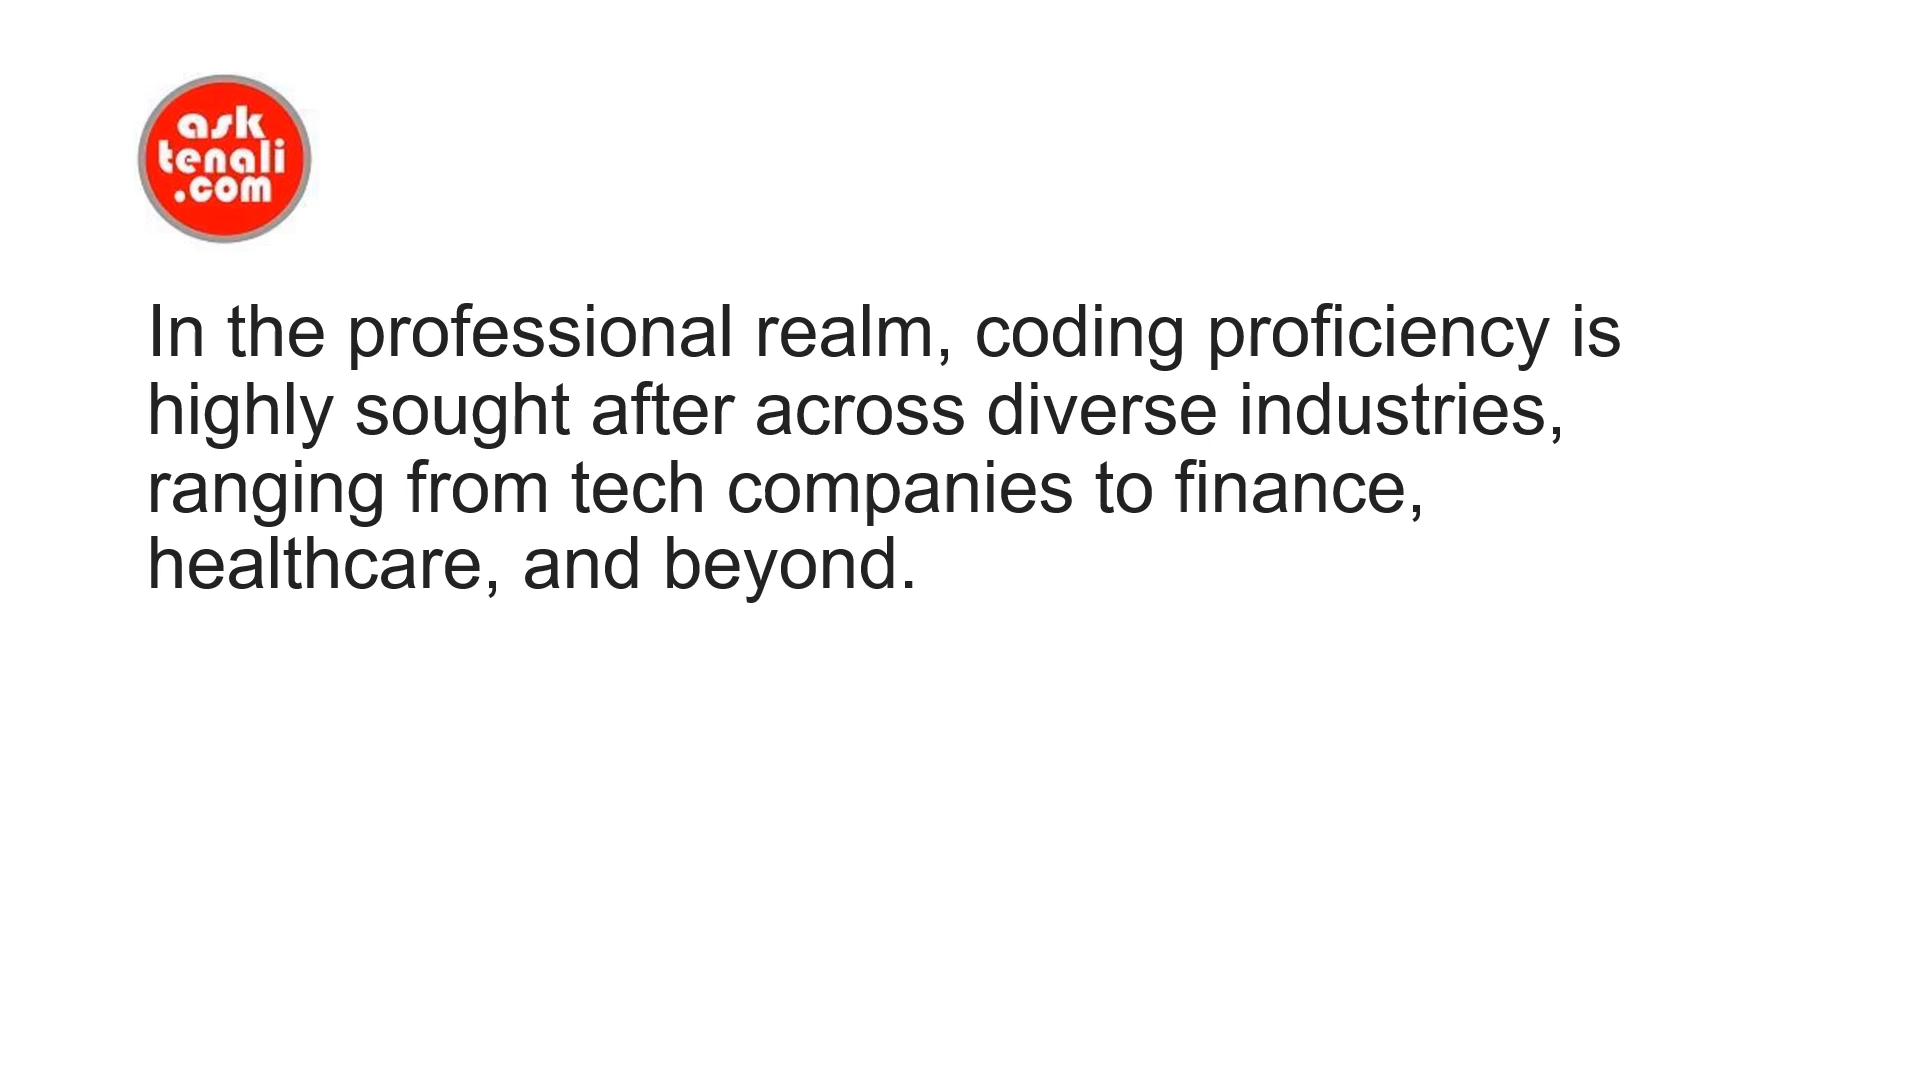 ask
tenali
.com
In the professional realm, coding proficiency is
highly sought after across diverse industries,
ranging from tech companies to finance,
healthcare, and beyond.